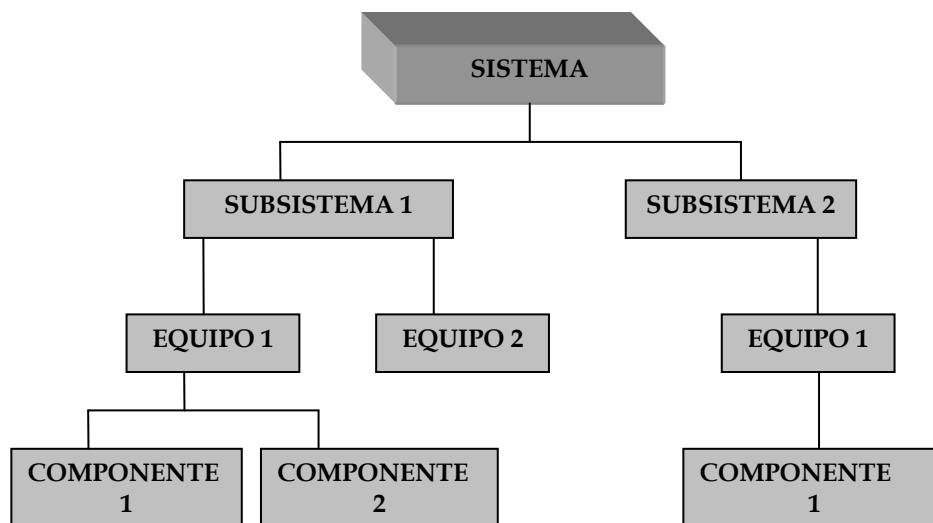 SISTEMA
SUBSISTEMA 1
SUBSISTEMA 2
EQUIPO 1
EQUIPO 2
EQUIPO 1
COMPONENTE
1
COMPONENTE
2
COMPONENTE
1